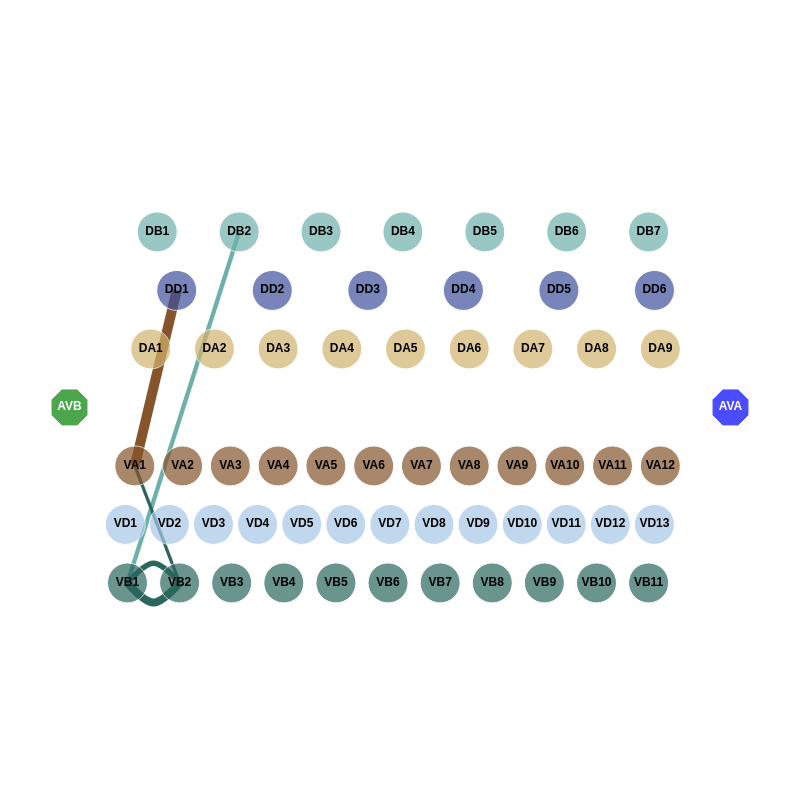 DB1 DB2 DB3 DB4 DB5 DB6 DB7
DD1 DD2 DD3 DD4 DD5 DD6
DA1 DA2 DA3 DA4 DA5 DA6 DA7 DA8 DA9
AVB AVA
VA1 VA2 VA3 VA4 VA5 VA6 VA7 VA8 VA9 VA10 VA11 VA12
VD1 VD2 VD3 VD4 VD5 VD6 VD7 VD8 VD9 VD10 VD11 VD12 VD13
VB1 VB2 VB3 VB4 VB5 VB6 VB7 VB8 VB9 VB10 VB11